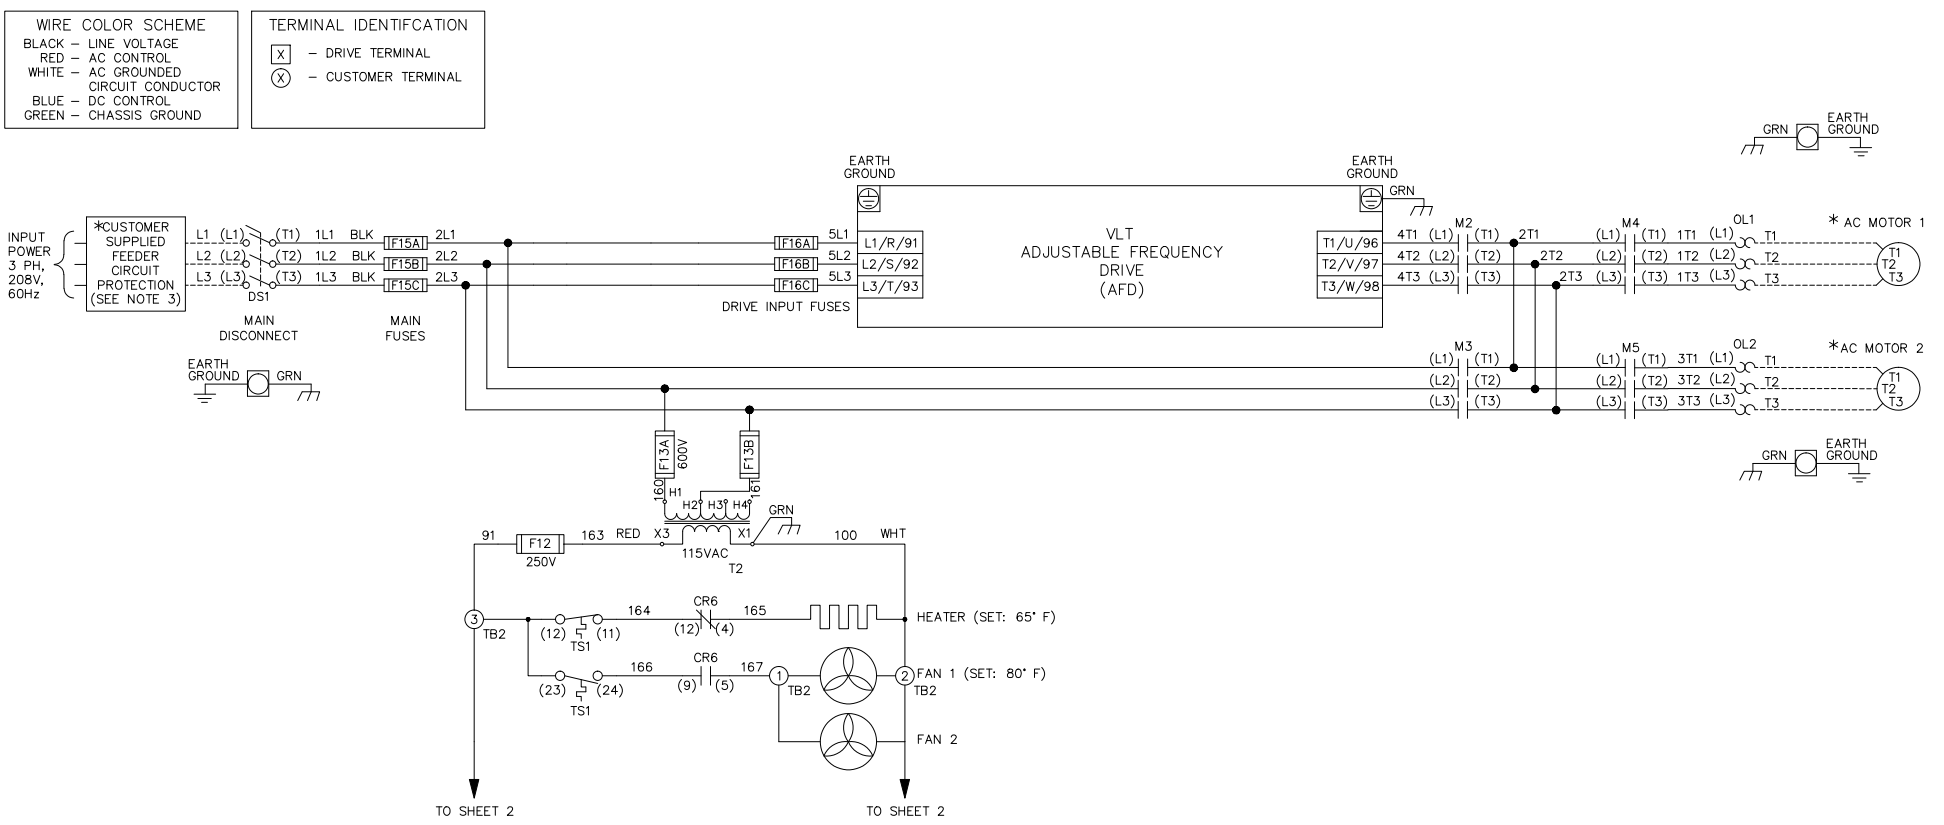 WIRE COLOR SCHEME
BLACK – LINE VOLTAGE
RED – AC CONTROL
WHITE – AC GROUNDED
CIRCUIT CONDUCTOR
BLUE – DC CONTROL
GREEN – CHASSIS GROUND
TERMINAL IDENTIFCATION
X – DRIVE TERMINAL
X – CUSTOMER TERMINAL
GRN
EARTH
GROUND
EARTH
GROUND
EARTH
GROUND
GRN
INPUT
POWER
3 PH,
208V,
60Hz
*CUSTOMER
SUPPLIED
FEEDER
CIRCUIT
PROTECTION
(SEE NOTE 3)
L1 (L1) (T1) 1L1 BLK F15A 2L1 F16A 5L1 L1/R/91
L2 (L2) (T2) 1L2 BLK F15B 2L2 F16B 5L2 L2/S/92
L3 (L3) (T3) 1L3 BLK F15C 2L3 F16C 5L3 L3/T/93
DS1
MAIN
DISCONNECT
MAIN
FUSES
DRIVE INPUT FUSES
VLT
ADJUSTABLE FREQUENCY
DRIVE
(AFD)
M2 M4 OL1 * AC MOTOR 1
T1/U/96 4T1 (L1) (T1) 2T1 (L1) (T1) 1T1 (L1) T1
T2/V/97 4T2 (L2) (T2) 2T2 (L2) (T2) 1T2 (L2) T2
T3/W/98 4T3 (L3) (T3) 2T3 (L3) (T3) 1T3 (L3) T3
T1
T2
T3
M3 M5 OL2 *AC MOTOR 2
(L1) (T1) (L1) (T1) 3T1 (L1) T1
(L2) (T2) (L2) (T2) 3T2 (L2) T2
(L3) (T3) (L3) (T3) 3T3 (L3) T3
T1
T2
T3
EARTH
GROUND
GRN
GRN
EARTH
GROUND
F13A
600V
F13B
160
161
H1
H2 H3 H4
GRN
91 F12 163 RED X3 X1 100 WHT
250V
115VAC
T2
3
TB2
(12) (11)
TS1
164
CR6
(12) (4)
165
HEATER (SET: 65° F)
(23) (24)
TS1
166
CR6
(9) (5)
167
1
TB2
2
TB2
FAN 1 (SET: 80° F)
FAN 2
TO SHEET 2
TO SHEET 2